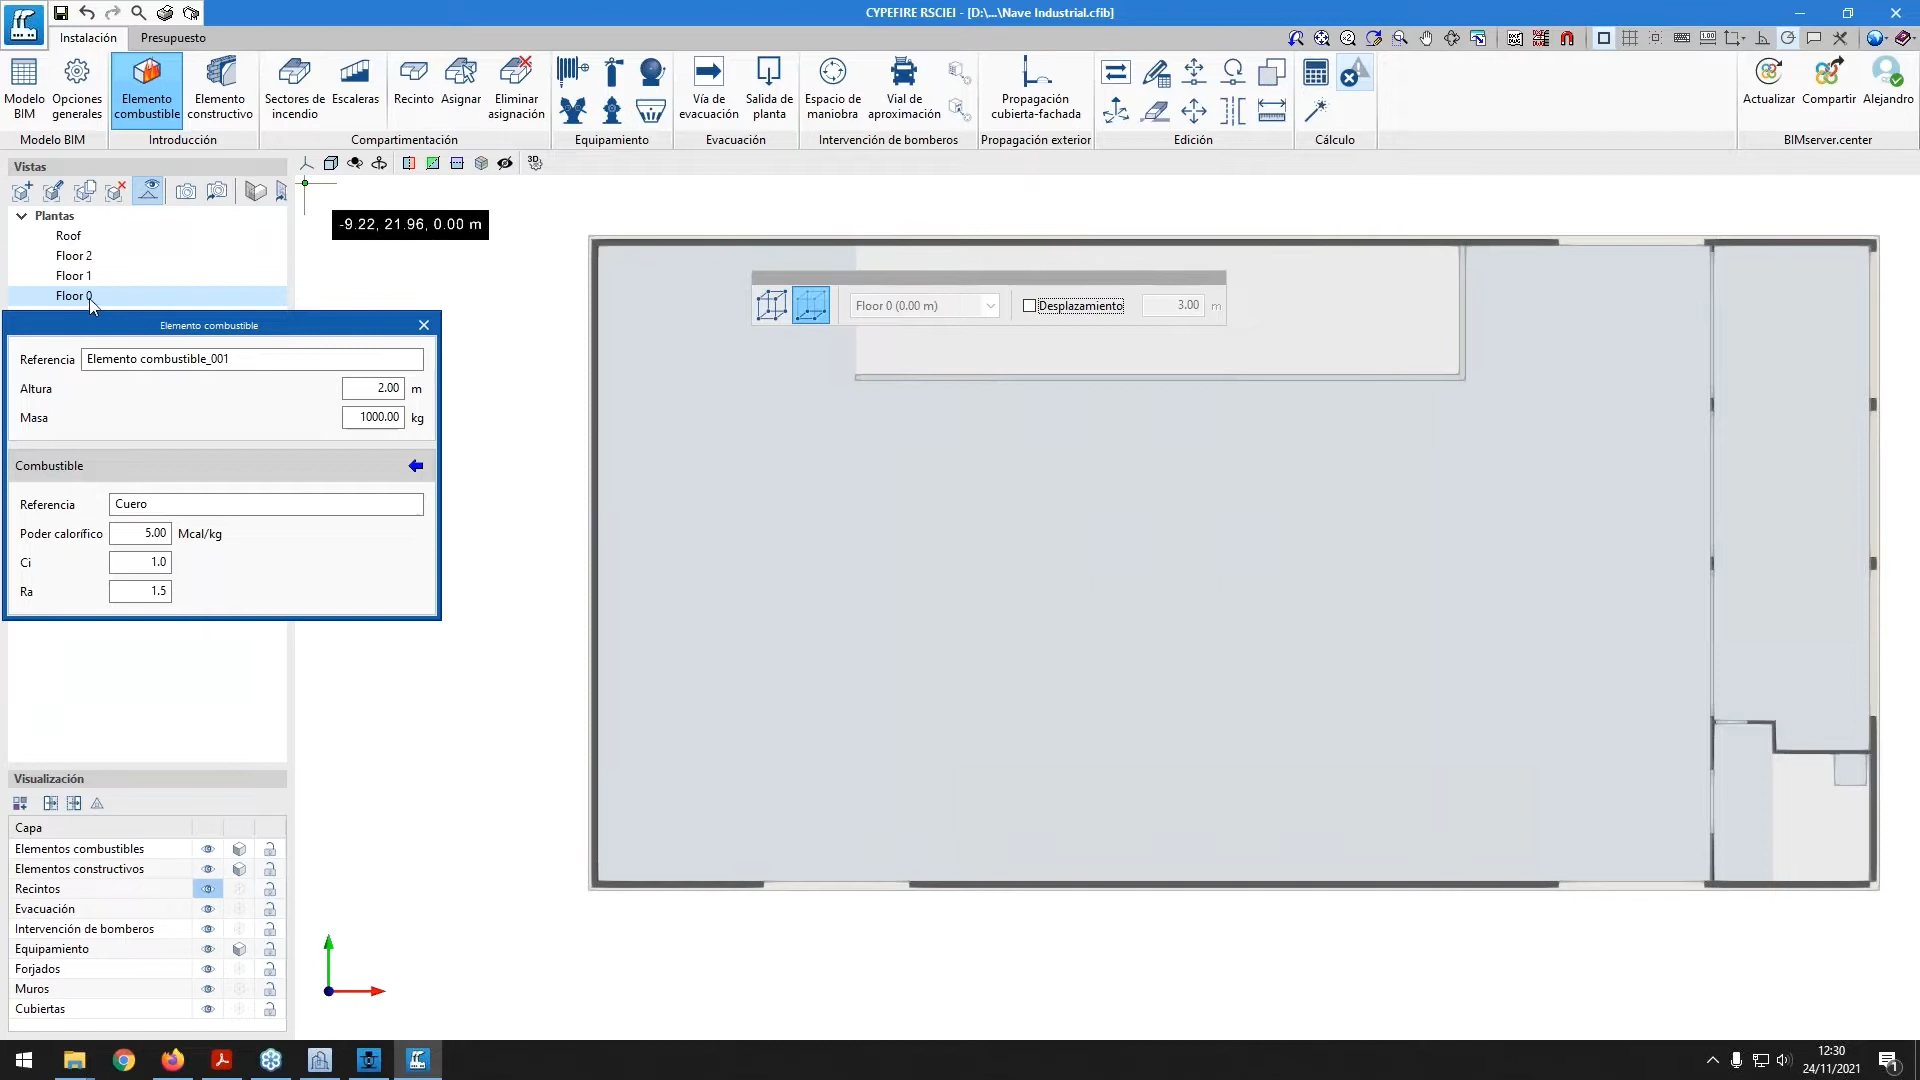 CYPEFIRE RSCIEI - [D:\...\Nave Industrial.cfib]
Instalación
Presupuesto
Modelo BIM
Opciones generales
Elemento combustible
Elemento constructivo
Sectores de incendio
Escaleras
Recinto
Asignar
Eliminar asignación
Vía de evacuación
Salida de planta
Espacio de maniobra
Vial de aproximación
Propagación cubierta-fachada
Actualizar
Compartir
Alejandro
Modelo BIM
Introducción
Compartimentación
Equipamiento
Evacuación
Intervención de bomberos
Propagación exterior
Edición
Cálculo
BIMserver.center
Vistas
Plantas
Roof
Floor 2
Floor 1
Floor 0
-9.22, 21.96, 0.00 m
Floor 0 (0.00 m)
Desplazamiento
3.00 m
Elemento combustible
Referencia Elemento combustible_001
Altura 2.00 m
Masa 1000.00 kg
Combustible
Referencia Cuero
Poder calorífico 5.00 Mcal/kg
Ci 1.0
Ra 1.5
Visualización
Capa
Elementos combustibles
Elementos constructivos
Recintos
Evacuación
Intervención de bomberos
Equipamiento
Forjados
Muros
Cubiertas
12:30
24/11/2021